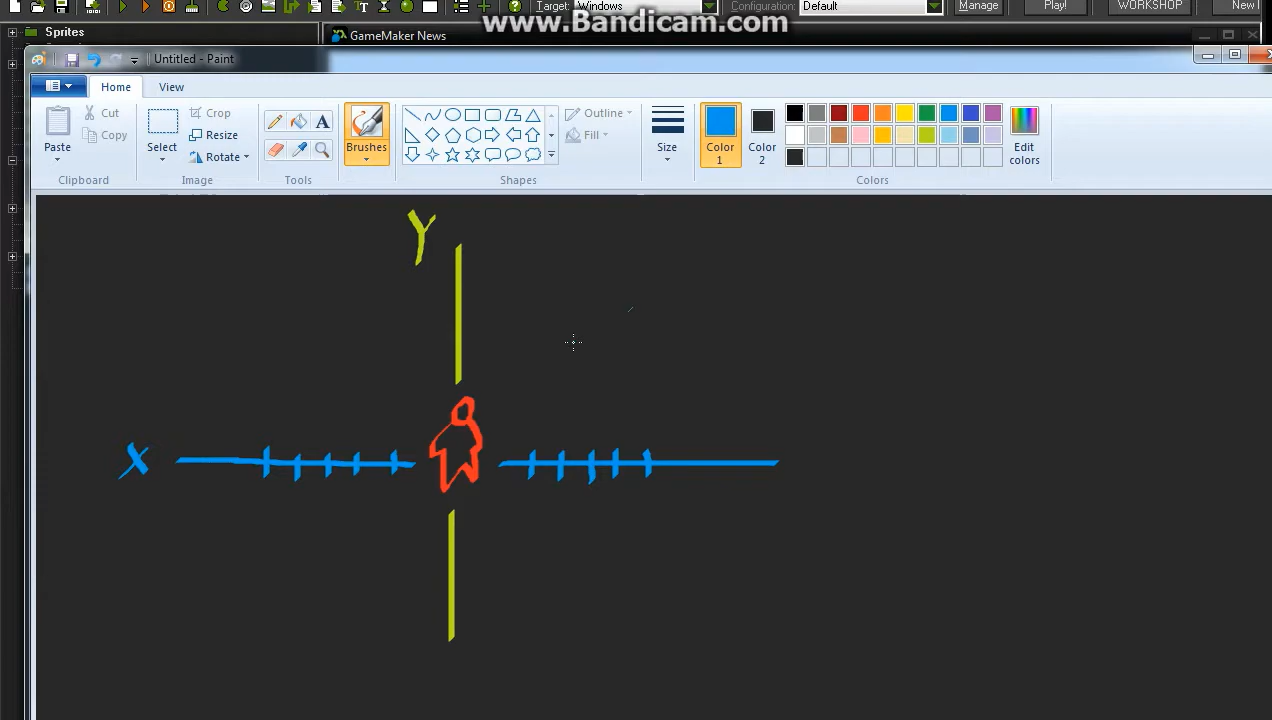 Target: Windows Configuration: Default Manage Play! WORKSHOP
www.Bandicam.com
Sprites
GameMaker News
Untitled - Paint
Home View
Paste Cut Copy
Select Crop Resize Rotate
A
Brushes
Outline Fill
Size
Color 1
Color 2
Edit colors
Clipboard Image Tools Shapes Colors
Y
X